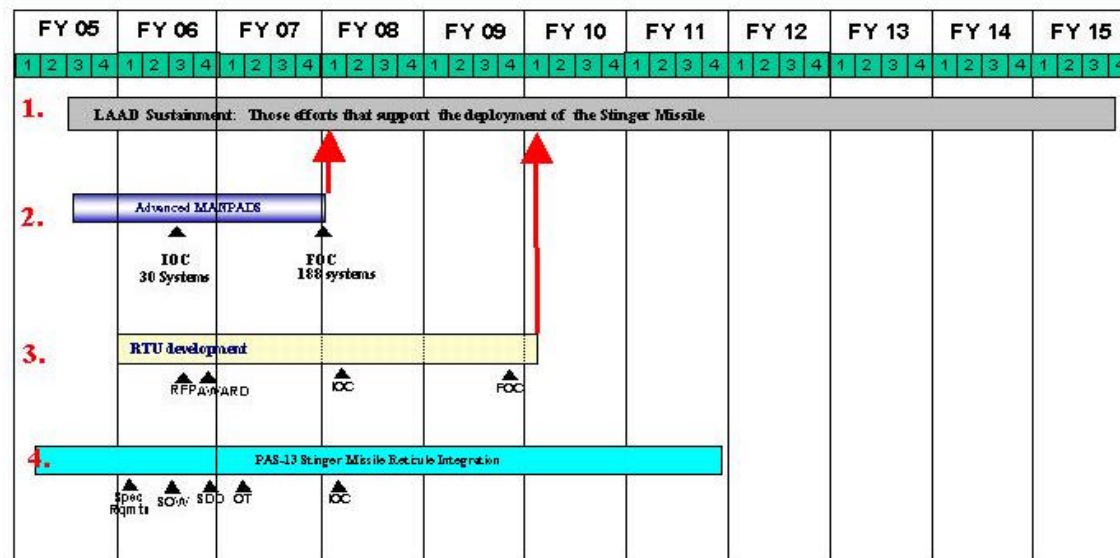 FY 05 FY 06 FY 07 FY 08 FY 09 FY 10 FY 11 FY 12 FY 13 FY 14 FY 15
1 2 3 4 1 2 3 4 1 2 3 4 1 2 3 4 1 2 3 4 1 2 3 4 1 2 3 4 1 2 3 4 1 2 3 4 1 2 3 4 1 2 3 4
1. LAAD Sustainment: Those efforts that support the deployment of the Stinger Missile
2. Advanced MANPADS
IOC FOC
30 Systems 188 systems
3. RTU development
RFP AWARD IOC FOC
4. PAS-13 Stinger Missile Reticule Integration
Spec SOW SDD OT IOC
Rqmts